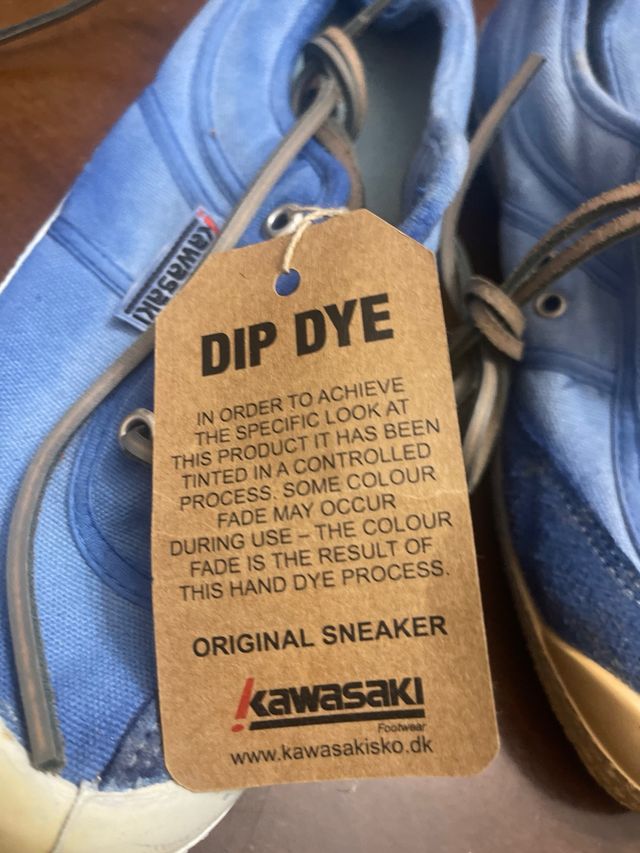 Kawasaki
DIP DYE
IN ORDER TO ACHIEVE
THE SPECIFIC LOOK AT
THIS PRODUCT IT HAS BEEN
TINTED IN A CONTROLLED
PROCESS. SOME COLOUR
FADE MAY OCCUR
DURING USE – THE COLOUR
FADE IS THE RESULT OF
THIS HAND DYE PROCESS.
ORIGINAL SNEAKER
Kawasaki
Footwear
www.kawasakisko.dk